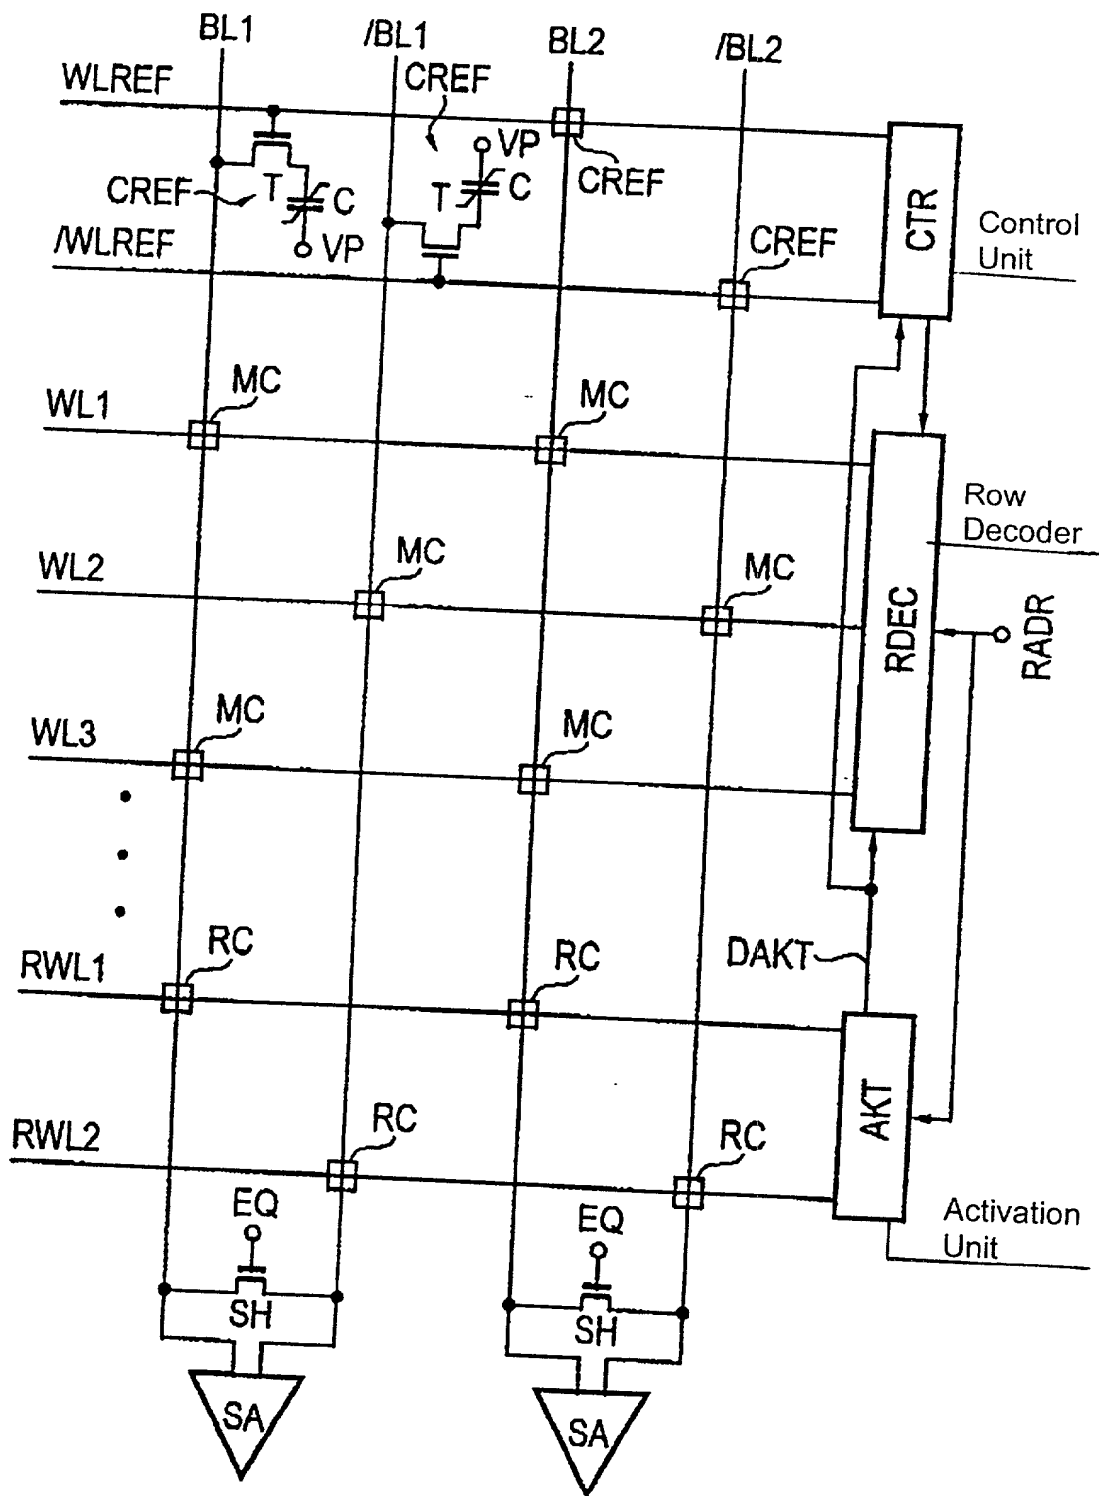 BL1
/BL1
BL2
/BL2
WLREF
CREF
VP
CREF
T
C
CREF
T
C
VP
/WLREF
CREF
CTR
Control
Unit
WL1
MC
MC
Row
Decoder
WL2
MC
MC
RDEC
RADR
WL3
MC
MC
RWL1
RC
RC
DAKT
AKT
RWL2
RC
RC
EQ
EQ
Activation
Unit
SH
SH
SA
SA